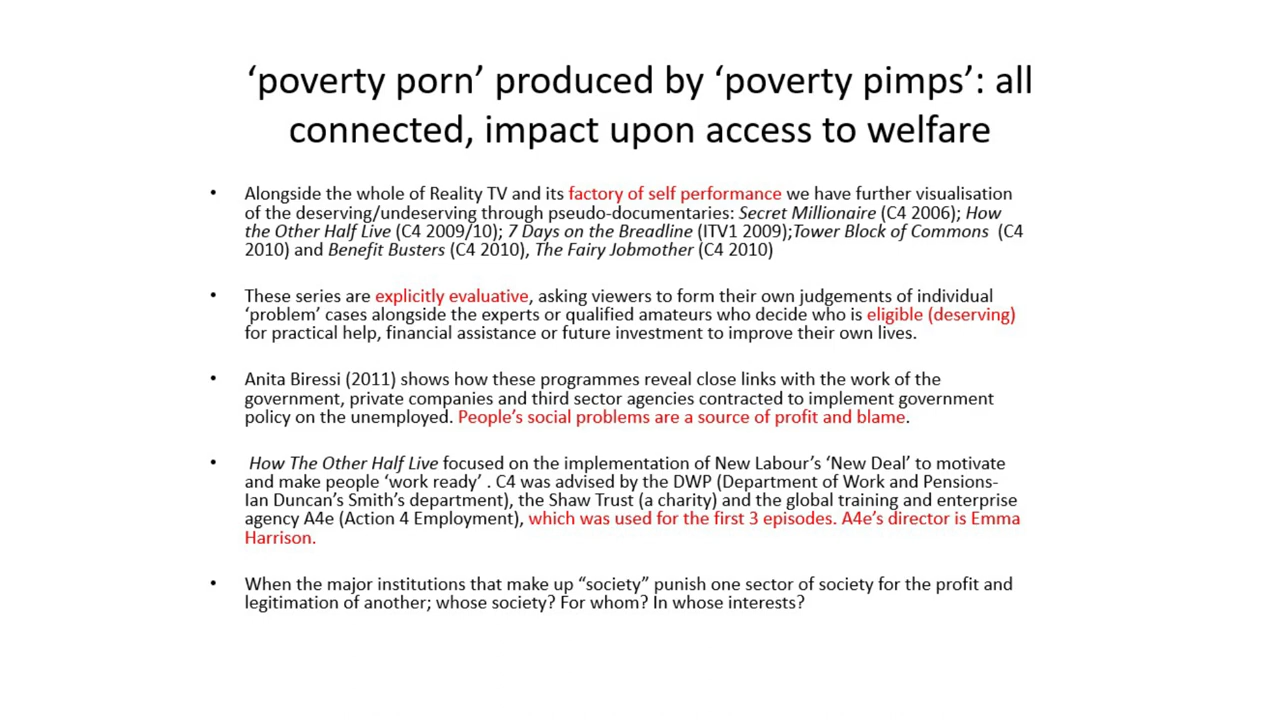 ‘poverty porn’ produced by ‘poverty pimps’: all
connected, impact upon access to welfare
• Alongside the whole of Reality TV and its factory of self performance we have further visualisation
of the deserving/undeserving through pseudo-documentaries: Secret Millionaire (C4 2006); How
the Other Half Live (C4 2009/10); 7 Days on the Breadline (ITV1 2009);Tower Block of Commons (C4
2010) and Benefit Busters (C4 2010), The Fairy Jobmother (C4 2010)
• These series are explicitly evaluative, asking viewers to form their own judgements of individual
‘problem’ cases alongside the experts or qualified amateurs who decide who is eligible (deserving)
for practical help, financial assistance or future investment to improve their own lives.
• Anita Biressi (2011) shows how these programmes reveal close links with the work of the
government, private companies and third sector agencies contracted to implement government
policy on the unemployed. People’s social problems are a source of profit and blame.
• How The Other Half Live focused on the implementation of New Labour’s ‘New Deal’ to motivate
and make people ‘work ready’ . C4 was advised by the DWP (Department of Work and Pensions-
Ian Duncan’s Smith’s department), the Shaw Trust (a charity) and the global training and enterprise
agency A4e (Action 4 Employment), which was used for the first 3 episodes. A4e’s director is Emma
Harrison.
• When the major institutions that make up “society” punish one sector of society for the profit and
legitimation of another; whose society? For whom? In whose interests?